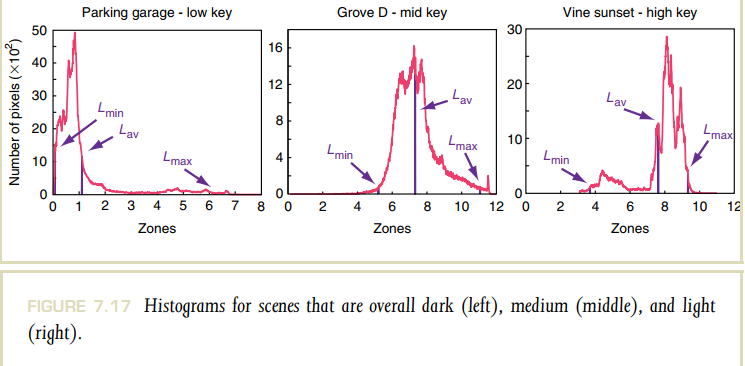 Parking garage - low key
Number of pixels (×10²)
50
40
30
20
10
0
Lmin
Lav
Lmax
0 1 2 3 4 5 6 7 8
Zones
Grove D - mid key
16
12
8
4
0
Lmin
Lav
Lmax
0 2 4 6 8 10 12
Zones
Vine sunset - high key
30
20
10
0
Lmin
Lav
Lmax
0 2 4 6 8 10 12
Zones
FIGURE 7.17 Histograms for scenes that are overall dark (left), medium (middle), and light
(right).